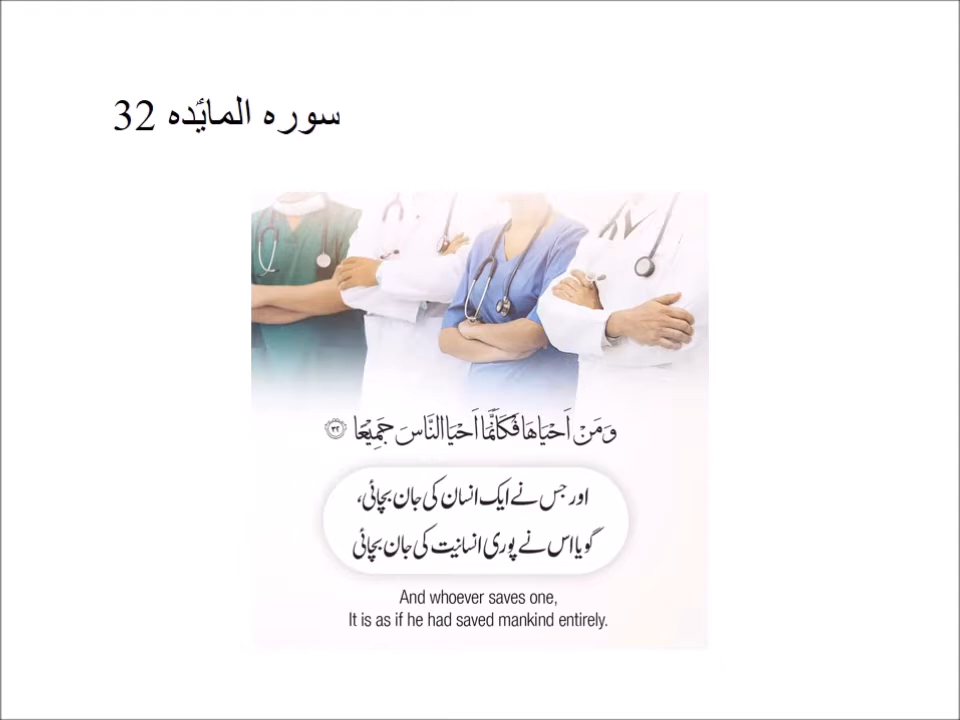 سوره المائده 32
وَمَنْ اَحْيَاهَا فَكَاَنَّمَا اَحْيَا النَّاسَ جَمِيْعًا ۝٣٢
اور جس نے ایک انسان کی جان بچائی،
گویا اس نے پوری انسانیت کی جان بچائی
And whoever saves one,
It is as if he had saved mankind entirely.